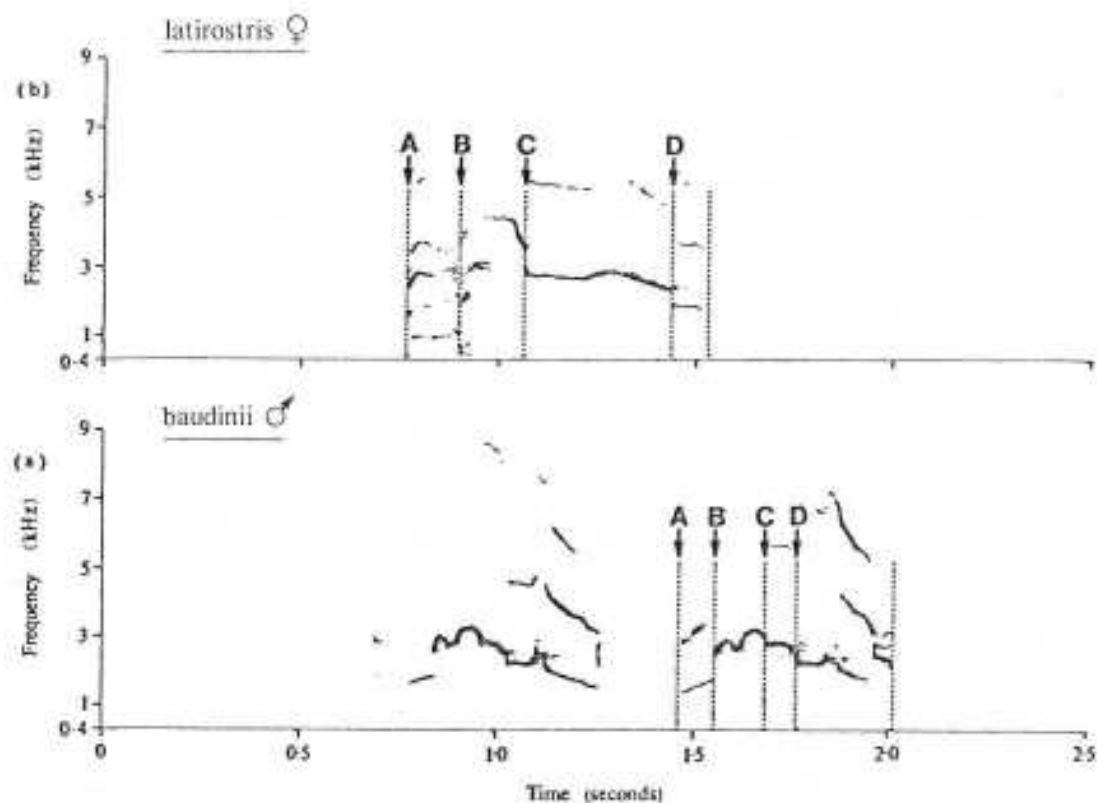 latirostris ♀
(b)
9
7
5
3
1
0·4
Frequency (kHz)
A B C D
baudinii ♂
(a)
9
7
5
3
1
0·4
Frequency (kHz)
A B C D
0 0·5 1·0 1·5 2·0 2·5
Time (seconds)